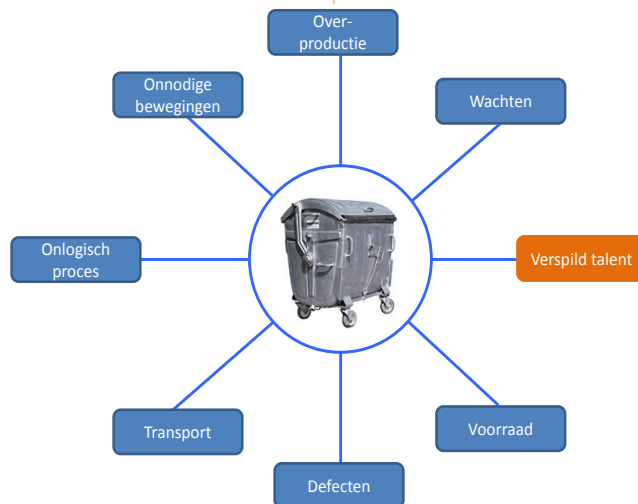 Over-
productie
Onnodige
bewegingen
Wachten
Onlogisch
proces
Verspild talent
Transport
Voorraad
Defecten